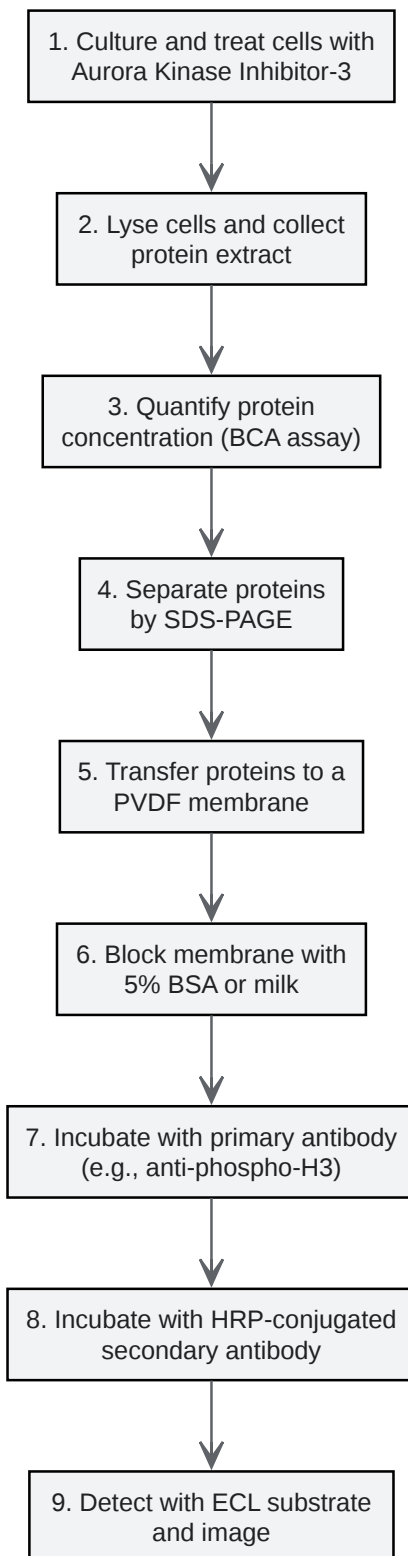 1. Culture and treat cells with
Aurora Kinase Inhibitor-3
2. Lyse cells and collect
protein extract
3. Quantify protein
concentration (BCA assay)
4. Separate proteins
by SDS-PAGE
5. Transfer proteins to a
PVDF membrane
6. Block membrane with
5% BSA or milk
7. Incubate with primary antibody
(e.g., anti-phospho-H3)
8. Incubate with HRP-conjugated
secondary antibody
9. Detect with ECL substrate
and image